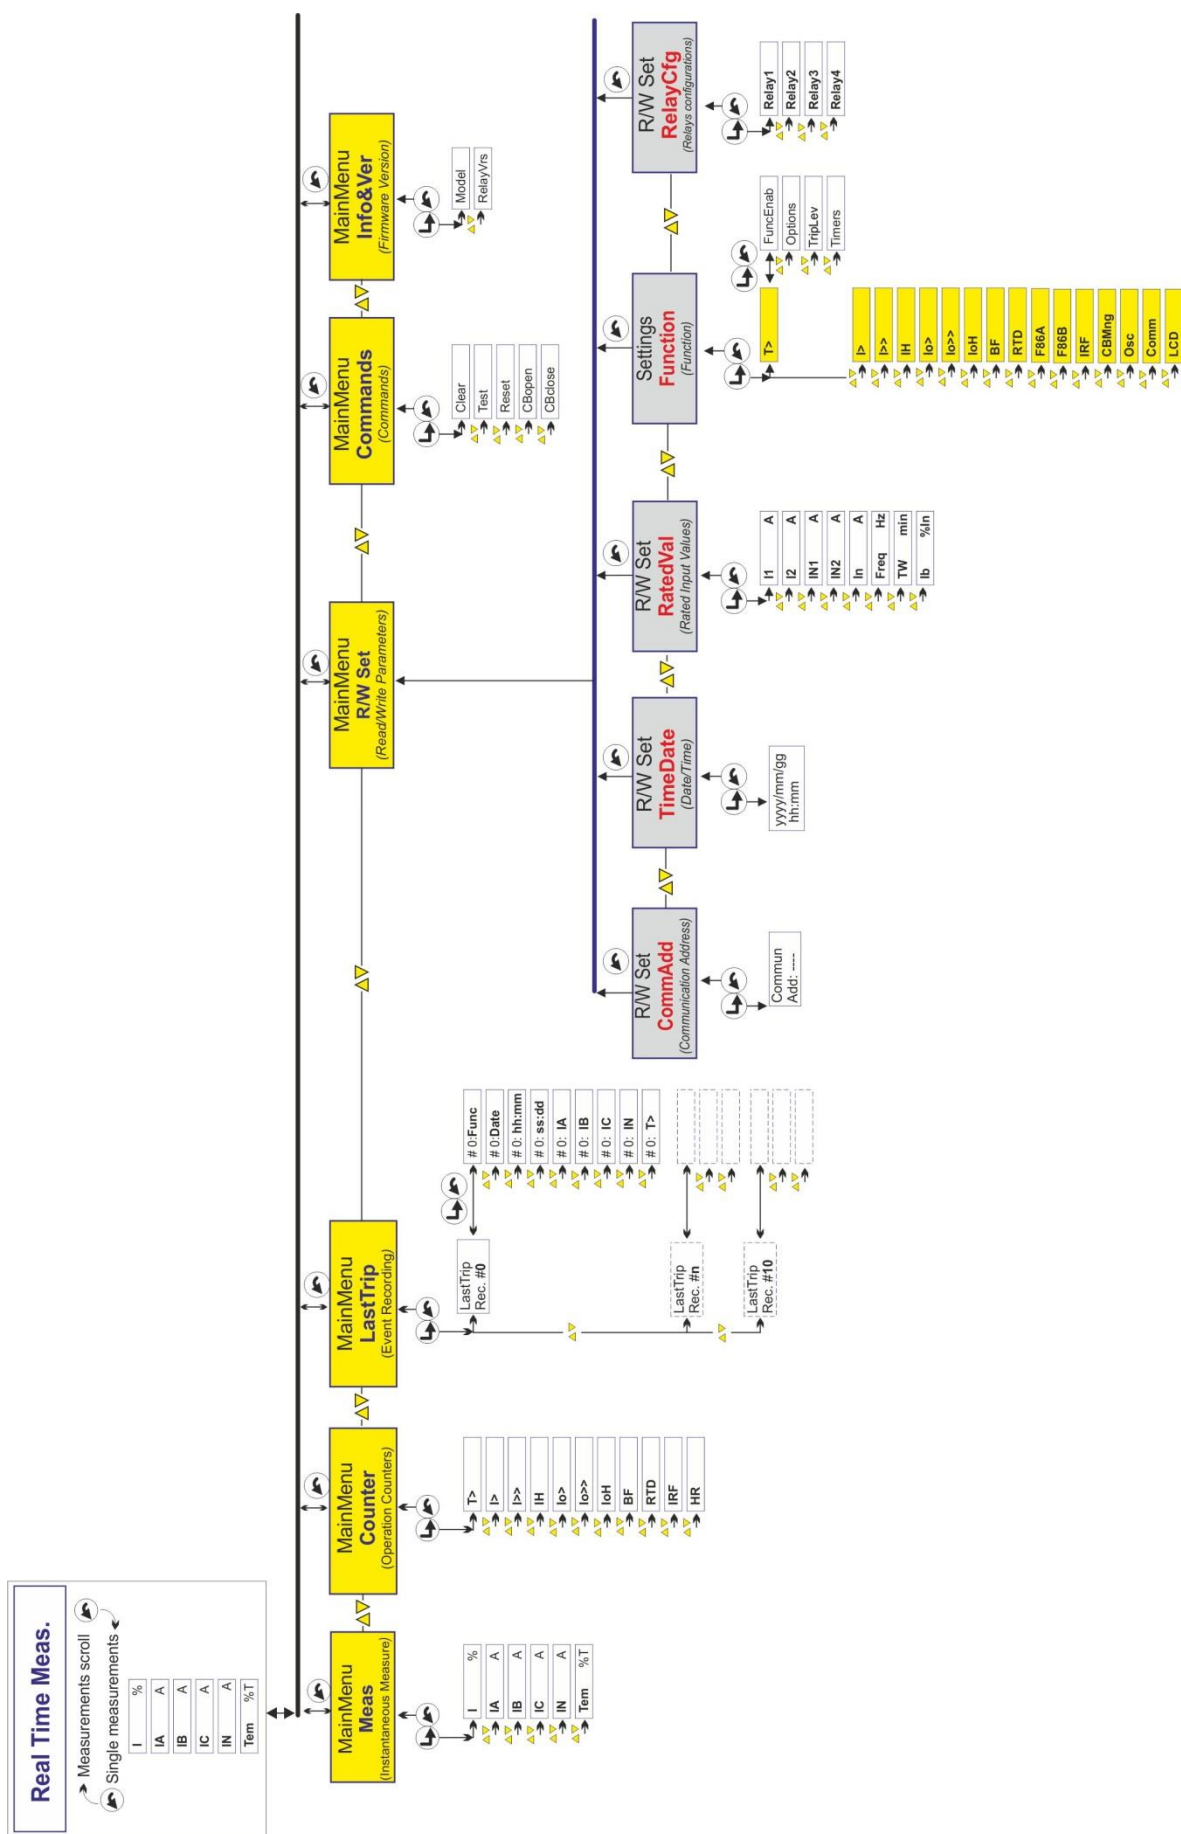 Real Time Meas.
Measurements scroll
Single measurements
I %
IA A
IB A
IC A
IN A
Tem %T
MainMenu
Meas
(Instantaneous Measure)
I %
IA A
IB A
IC A
IN A
Tem %T
MainMenu
Counter
(Operation Counters)
T>
I>
I>>
IH
Io>
Io>>
IoH
BF
RTD
IRF
HR
MainMenu
LastTrip
(Event Recording)
LastTrip
Rec. #0
# 0:Func
# 0:Date
# 0: hh:mm
# 0: ss:dd
# 0: IA
# 0: IB
# 0: IC
# 0: IN
# 0: T>
LastTrip
Rec. #n
LastTrip
Rec. #10
MainMenu
R/W Set
(Read/Write Parameters)
MainMenu
Commands
(Commands)
Clear
Test
Reset
CBopen
CBclose
MainMenu
Info&Ver
(Firmware Version)
Model
RelayVrs
R/W Set
CommAdd
(Communication Address)
Commun
Add: ----
R/W Set
TimeDate
(Date/Time)
yyyy/mm/gg
hh:mm
R/W Set
RatedVal
(Rated Input Values)
I1 A
I2 A
IN1 A
IN2 A
In A
Freq Hz
TW min
Ib %In
Settings
Function
(Function)
T>
FuncEnab
Options
TripLev
Timers
I>
I>>
IH
Io>
Io>>
IoH
BF
RTD
F86A
F86B
IRF
CBMng
Osc
Comm
LCD
R/W Set
RelayCfg
(Relays configurations)
Relay1
Relay2
Relay3
Relay4